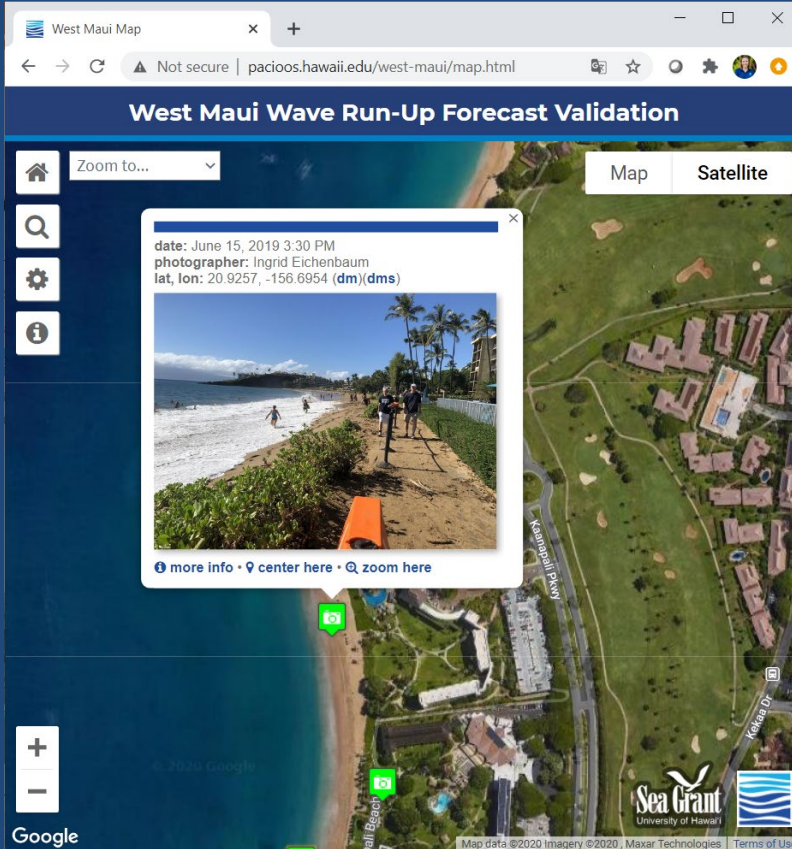 West Maui Map
Not secure | pacioos.hawaii.edu/west-maui/map.html
West Maui Wave Run-Up Forecast Validation
Zoom to...
Map Satellite
date: June 15, 2019 3:30 PM
photographer: Ingrid Eichenbaum
lat, lon: 20.9257, -156.6954 (dm)(dms)
more info • center here • zoom here
Kaanapali Pkwy
Kekaa Dr
© 2020 Google
Beach
Sea Grant
University of Hawai'i
Google
Map data ©2020 Imagery ©2020 , Maxar Technologies
Terms of Us